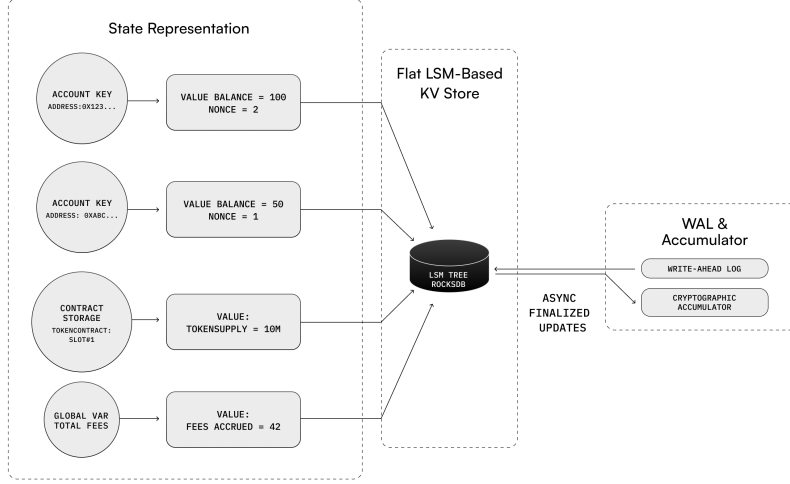 State Representation
ACCOUNT KEY
ADDRESS:0X123...
VALUE BALANCE = 100
NONCE = 2
ACCOUNT KEY
ADDRESS: 0XABC...
VALUE BALANCE = 50
NONCE = 1
CONTRACT
STORAGE
TOKENCONTRACT:
SLOT#1
VALUE:
TOKENSUPPLY = 10M
GLOBAL VAR
TOTAL FEES
VALUE:
FEES ACCRUED = 42
Flat LSM-Based
KV Store
LSM TREE
ROCKSDB
ASYNC
FINALIZED
UPDATES
WAL &
Accumulator
WRITE-AHEAD LOG
CRYPTOGRAPHIC
ACCUMULATOR